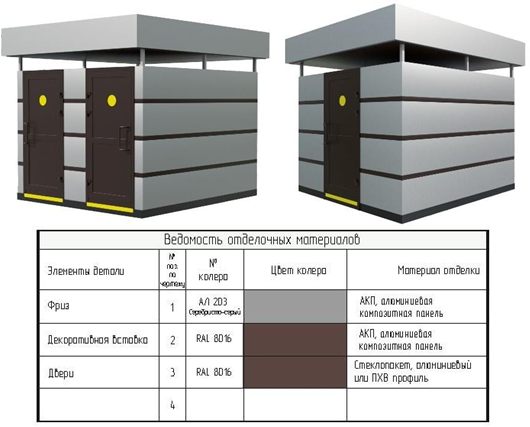 Ведомость отделочных материалов
Элементы детали
№
поз.
по
чертежу
№
колера
Цвет колера
Материал отделки
Фриз
1
АЛ 203
Серебристо-серый
АКП, алюминиевая
композитная панель
Декоративная вставка
2
RAL 8016
АКП, алюминиевая
композитная панель
Двери
3
RAL 8016
Стеклопакет, алюминиевый
или ПХВ профиль
4